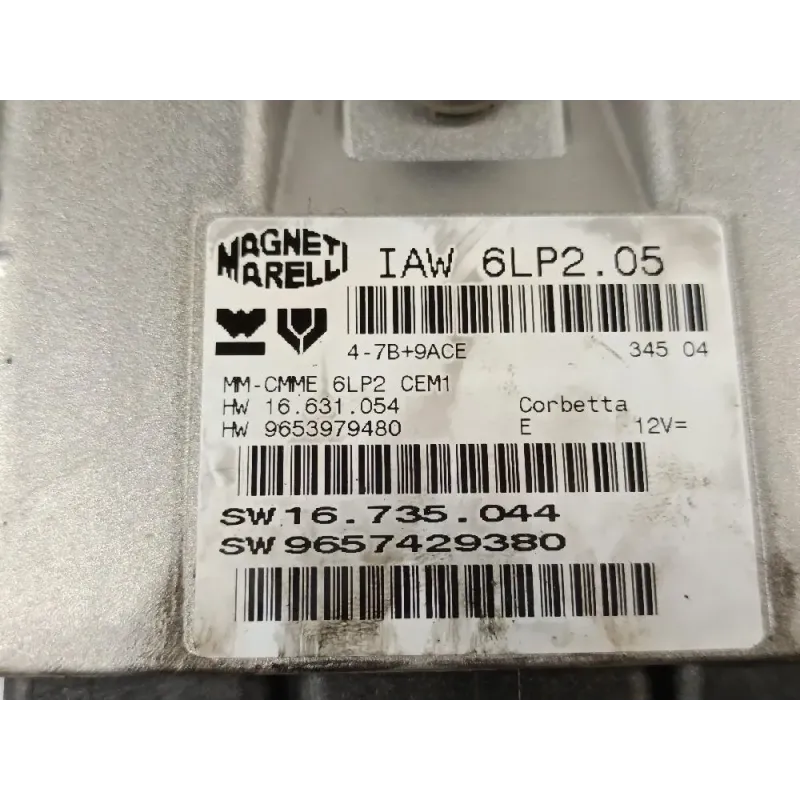 MAGNETI
MARELLI
IAW 6LP2.05
4-7B+9ACE 345 04
MM-CMME 6LP2 CEM1
HW 16.631.054 Corbetta
HW 9653979480 E 12V=
SW 16.735.044
SW 9657429380